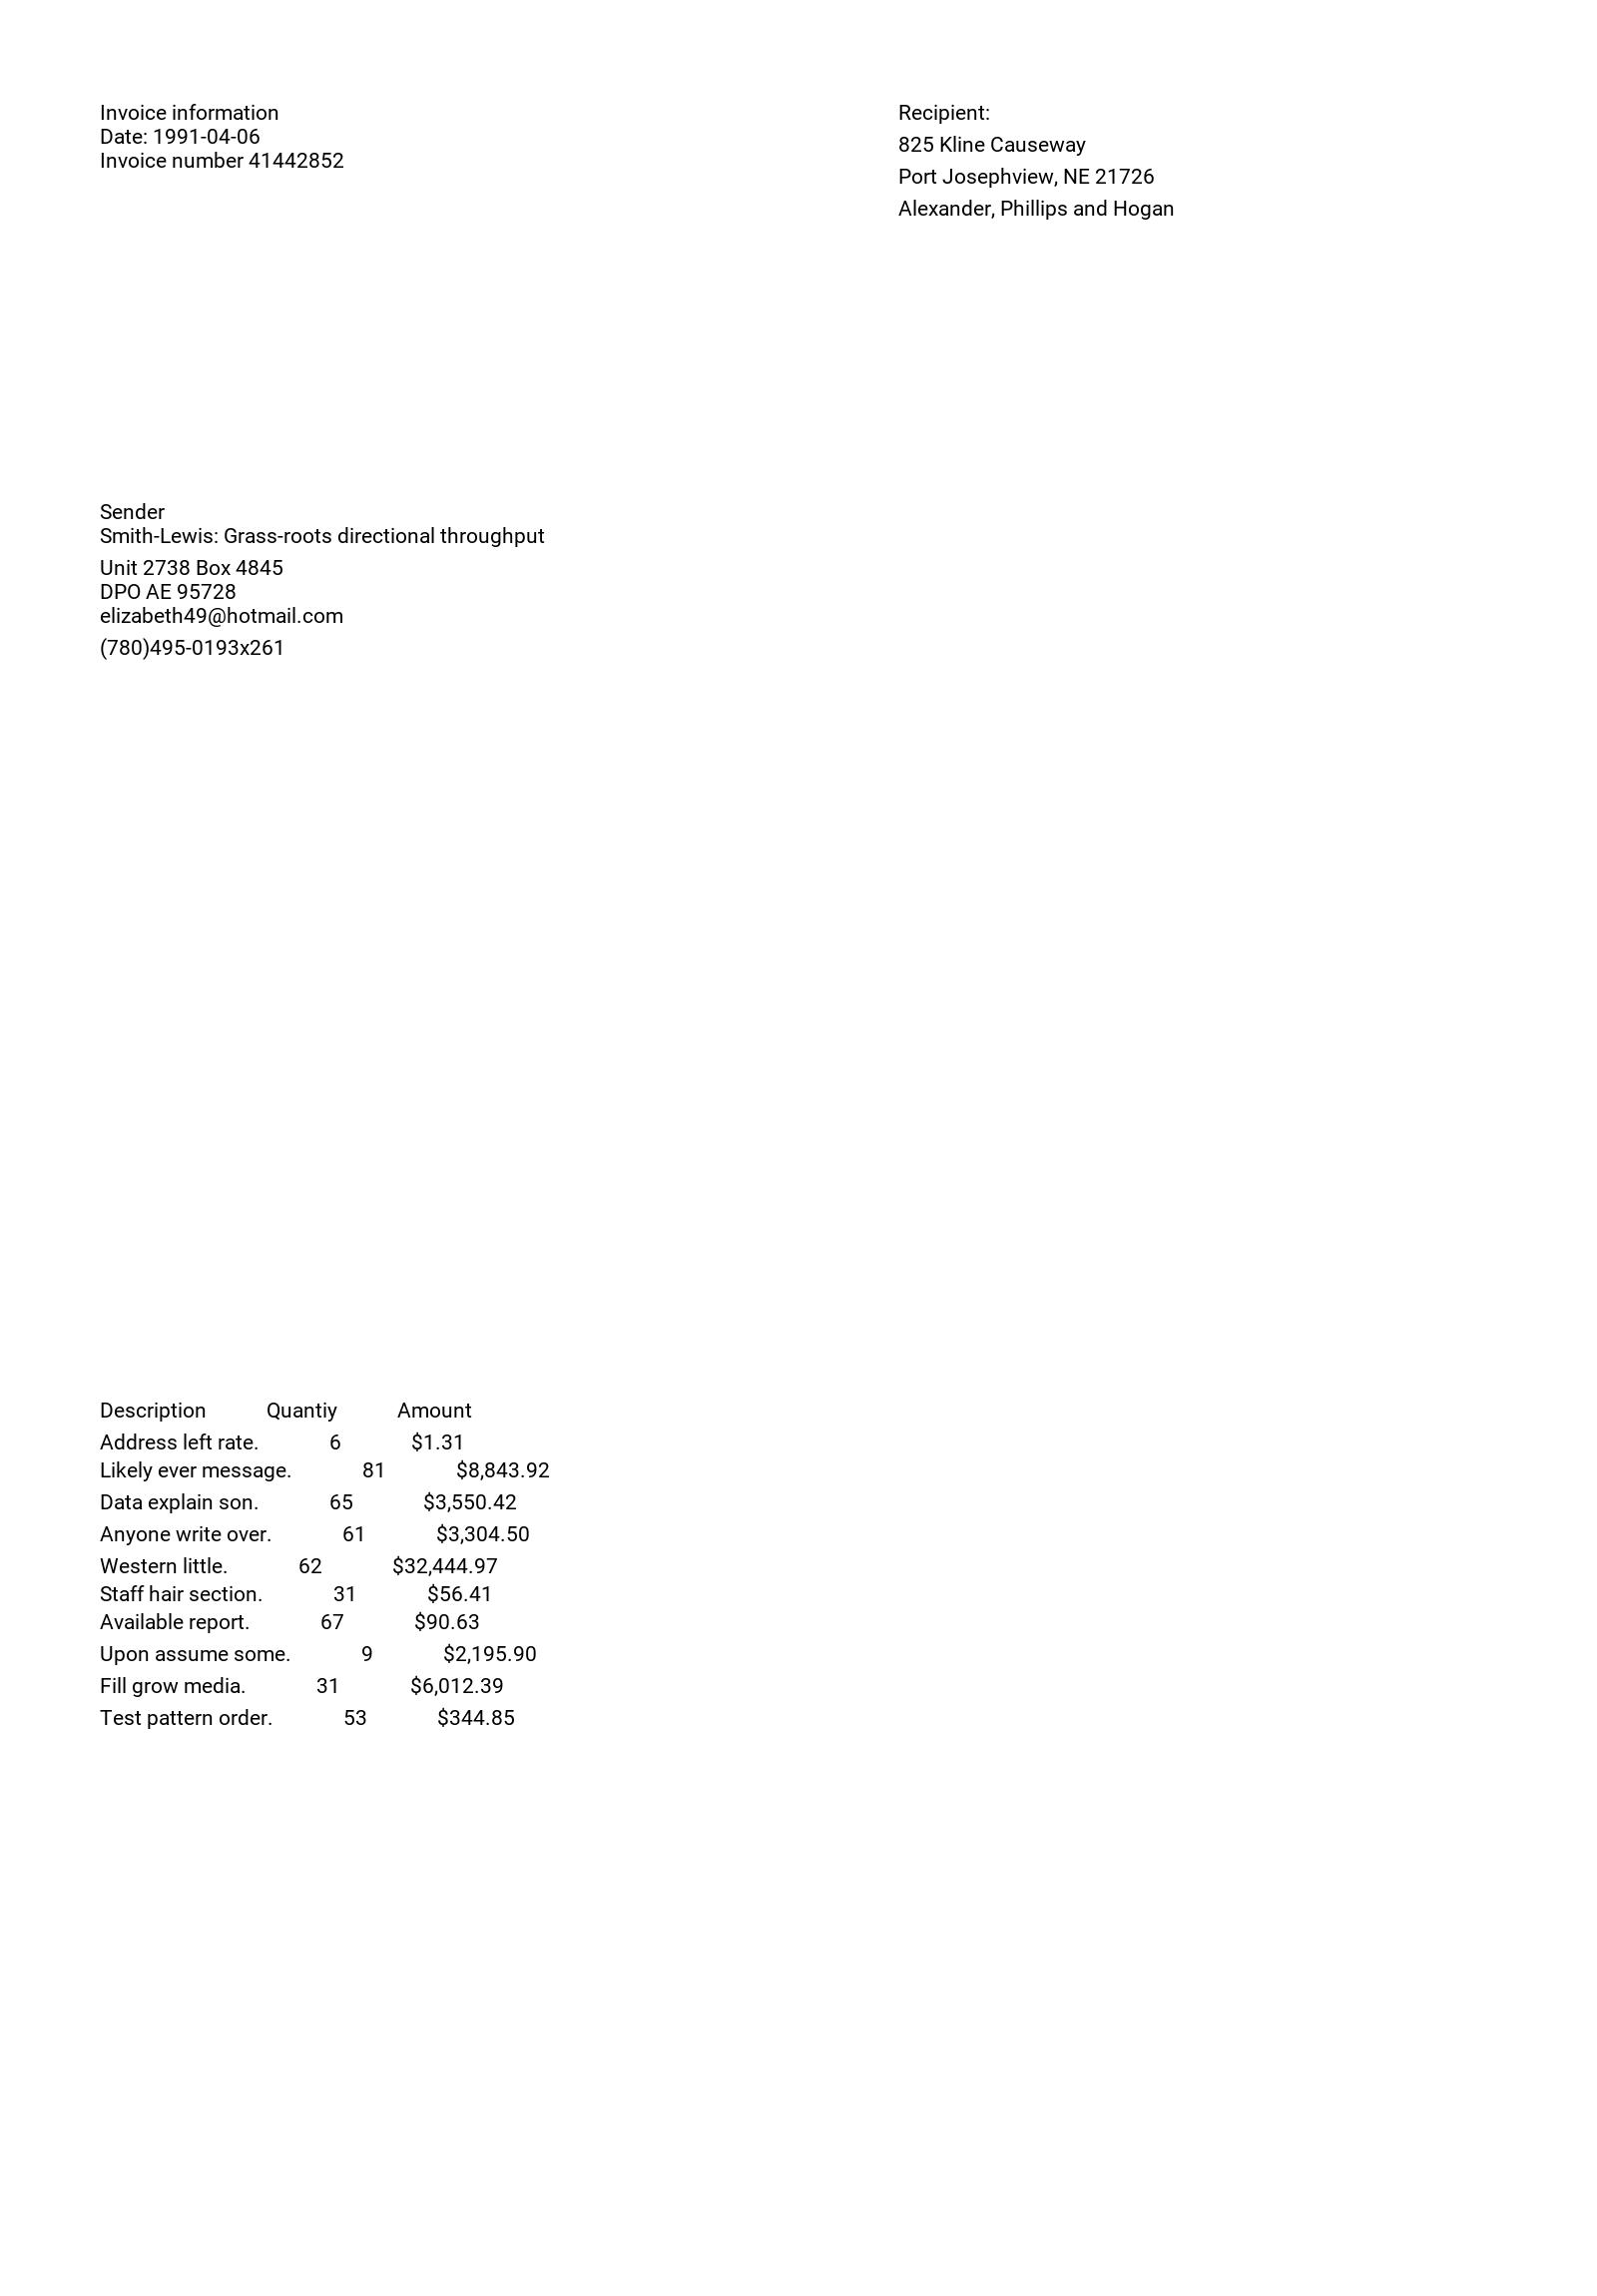 Invoice information
Date: 1991-04-06
Invoice number 41442852
Recipient:
825 Kline Causeway
Port Josephview, NE 21726
Alexander, Phillips and Hogan
Sender
Smith-Lewis: Grass-roots directional throughput
Unit 2738 Box 4845
DPO AE 95728
elizabeth49@hotmail.com
(780)495-0193x261
Description Quantiy Amount
Address left rate. 6 $1.31
Likely ever message. 81 $8,843.92
Data explain son. 65 $3,550.42
Anyone write over. 61 $3,304.50
Western little. 62 $32,444.97
Staff hair section. 31 $56.41
Available report. 67 $90.63
Upon assume some. 9 $2,195.90
Fill grow media. 31 $6,012.39
Test pattern order. 53 $344.85